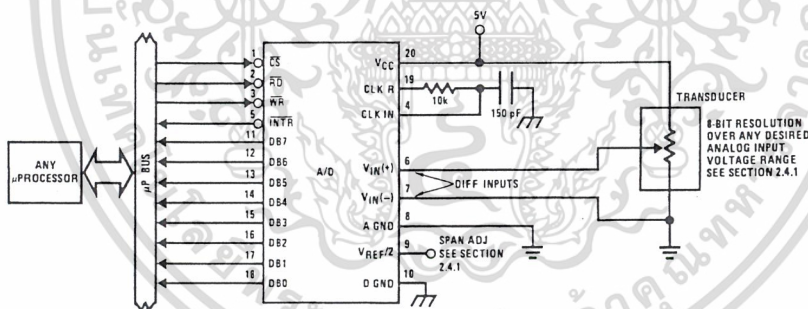 5V
1 CS
2 RD
3 WR
5 INTR
11 DB7
12 DB6
13 DB5
14 DB4
15 DB3
16 DB2
17 DB1
18 DB0
ANY
µPROCESSOR
µP BUS
A/D
VCC 20
CLK R 19
10k
CLK IN 4
150 pF
VIN(+) 6
DIFF INPUTS
VIN(−) 7
A GND 8
VREF/2 9
SPAN ADJ
SEE SECTION
2.4.1
D GND 10
TRANSDUCER
8-BIT RESOLUTION
OVER ANY DESIRED
ANALOG INPUT
VOLTAGE RANGE
SEE SECTION 2.4.1